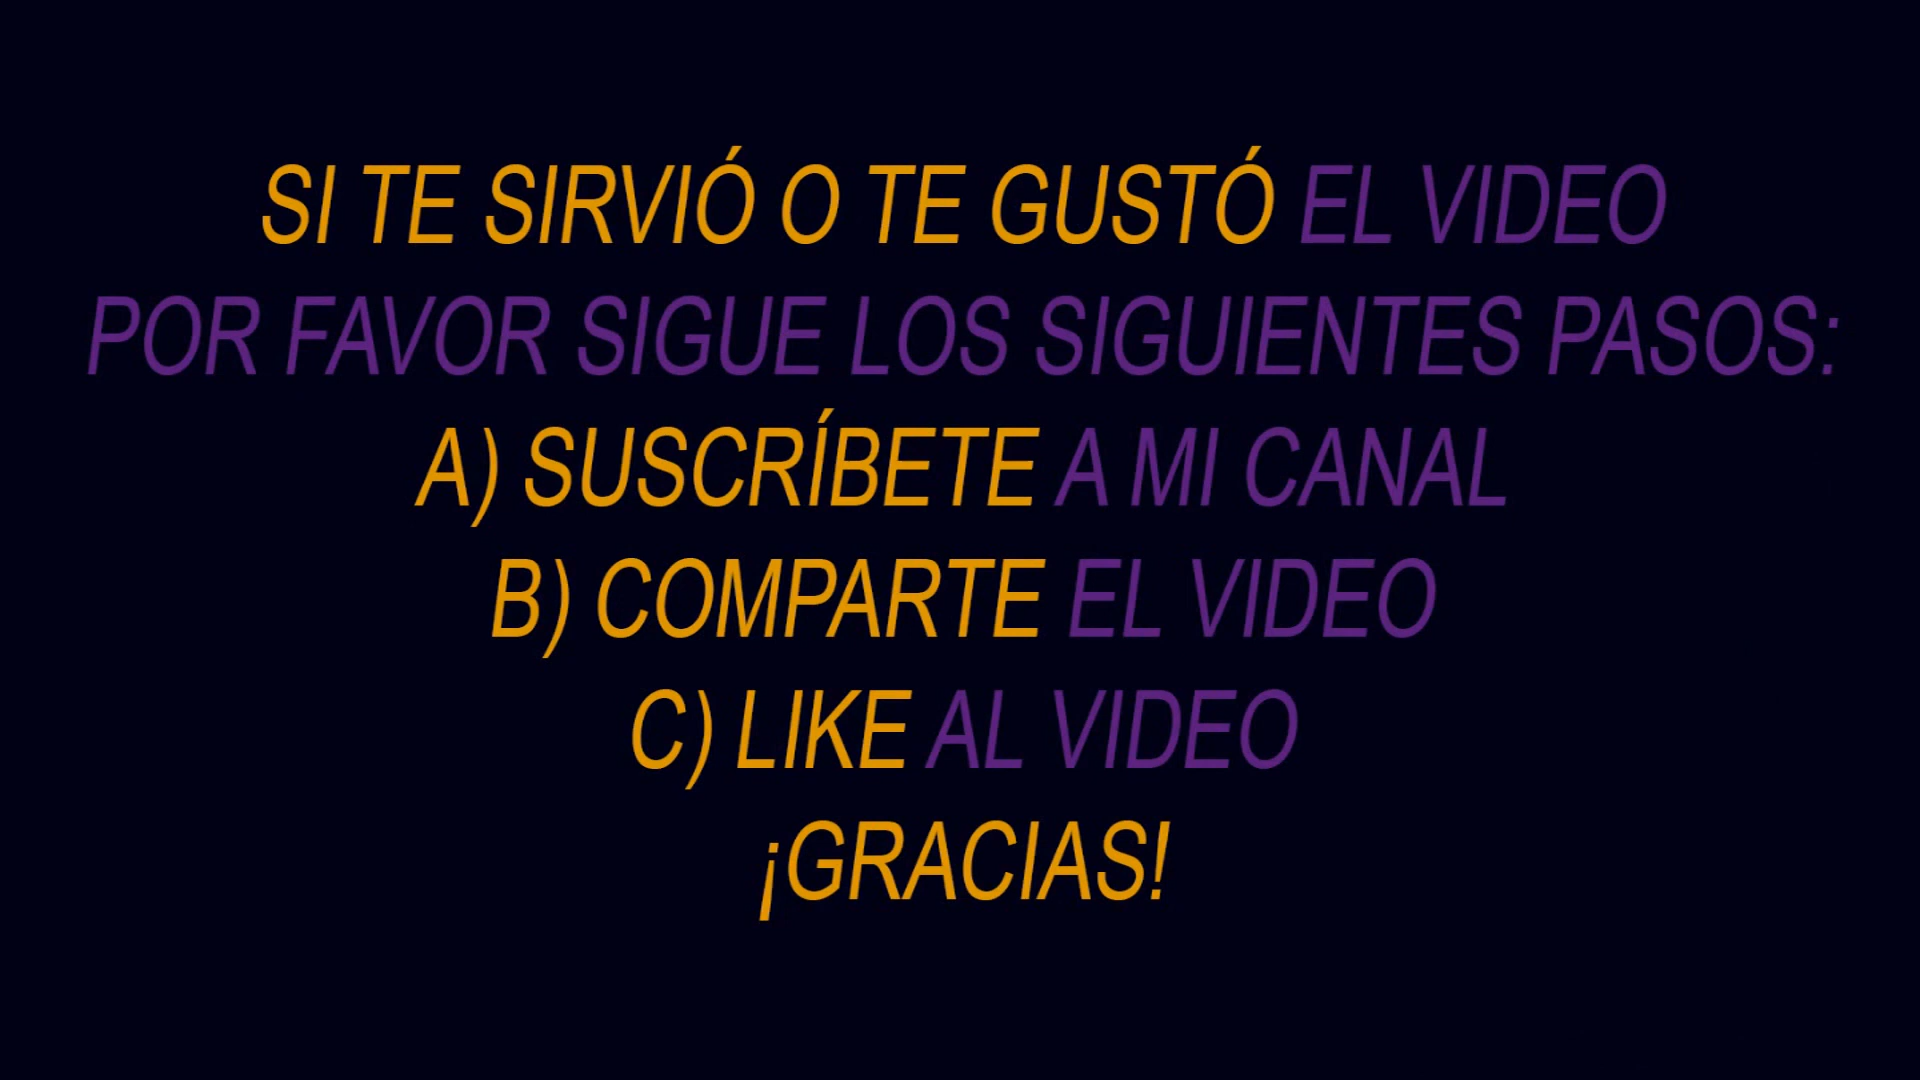 SI TE SIRVIÓ O TE GUSTÓ EL VIDEO
POR FAVOR SIGUE LOS SIGUIENTES PASOS:
A) SUSCRÍBETE A MI CANAL
B) COMPARTE EL VIDEO
C) LIKE AL VIDEO
¡GRACIAS!